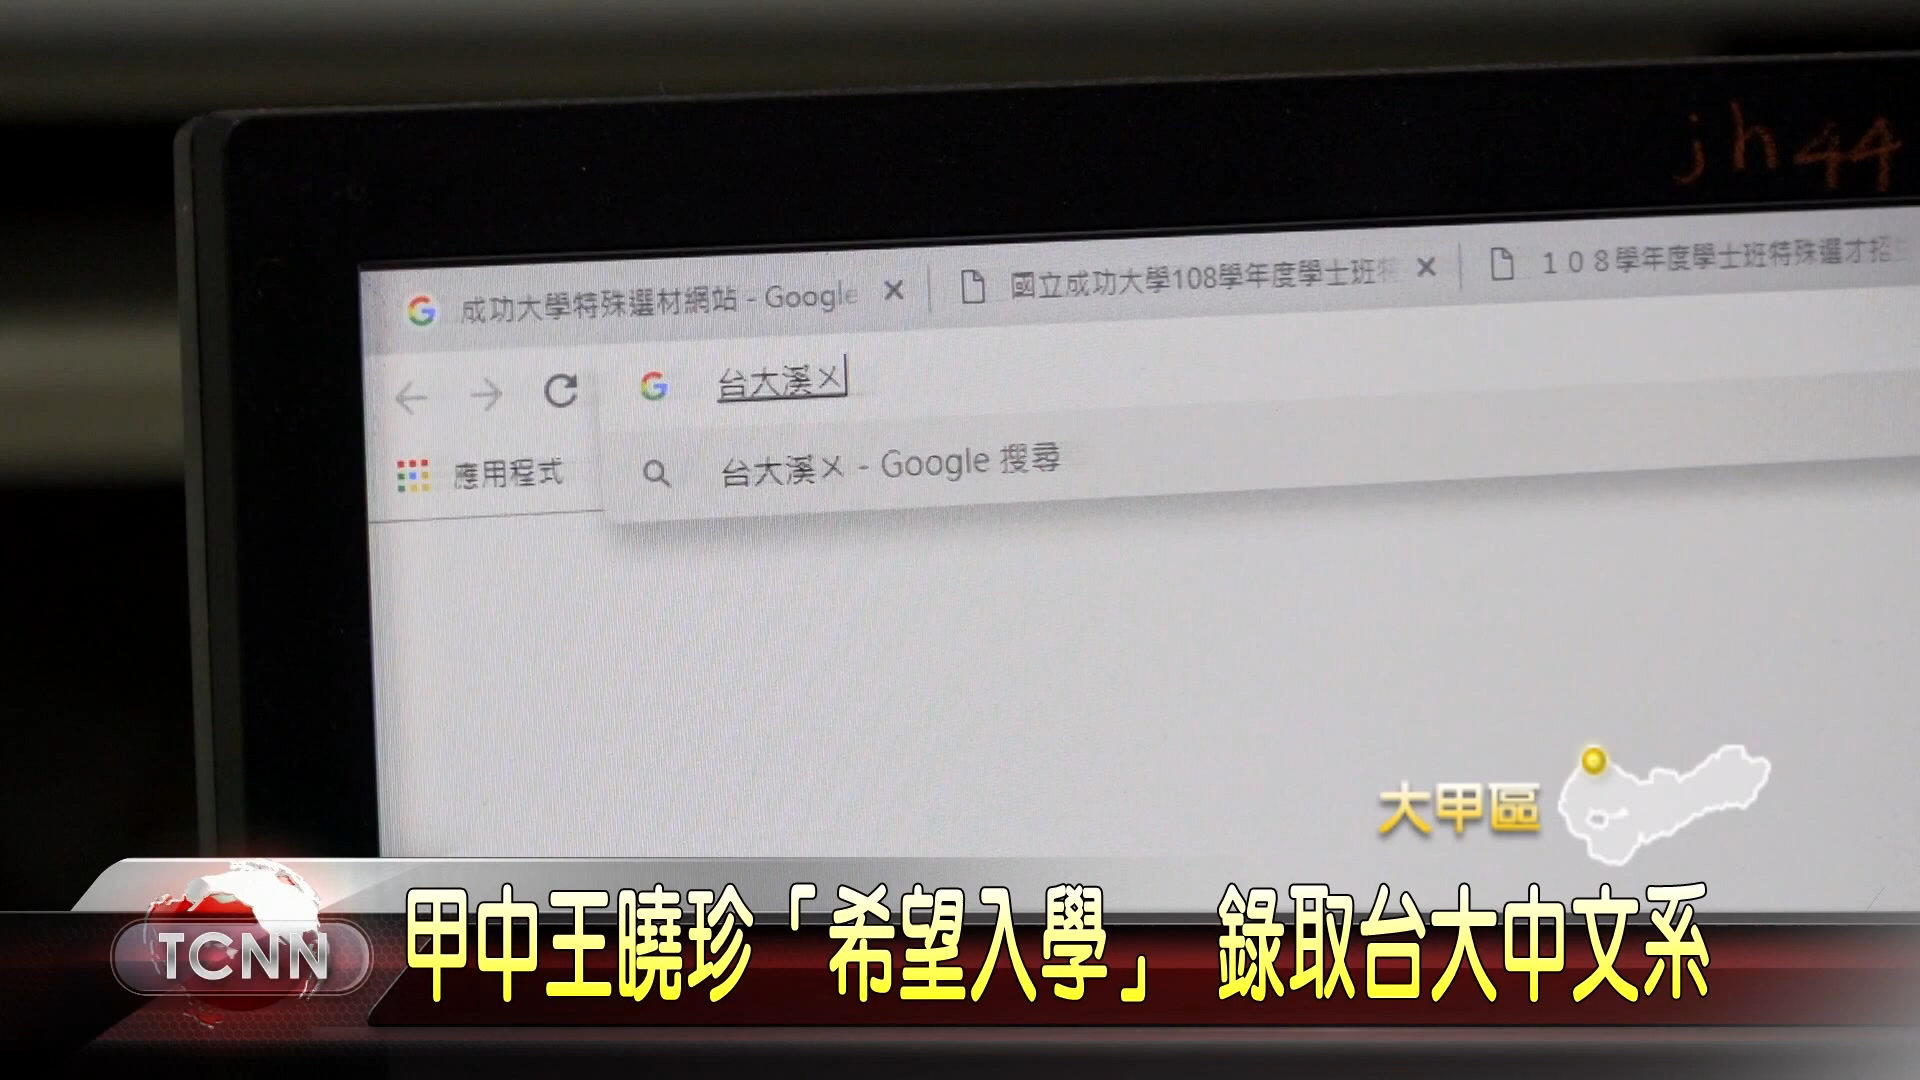 jh44
成功大學特殊選材網站 - Google
國立成功大學108學年度學士班特
108學年度學士班特殊選才招
台大溪ㄨ
應用程式
台大溪ㄨ - Google 搜尋
大甲區
TCNN
甲中王曉珍「希望入學」 錄取台大中文系